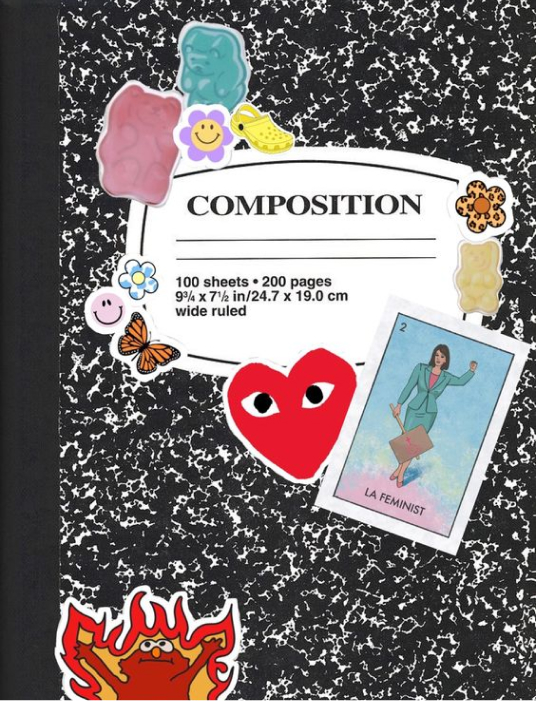 COMPOSITION
100 sheets • 200 pages
9¾ x 7½ in/24.7 x 19.0 cm
wide ruled
2
LA FEMINIST